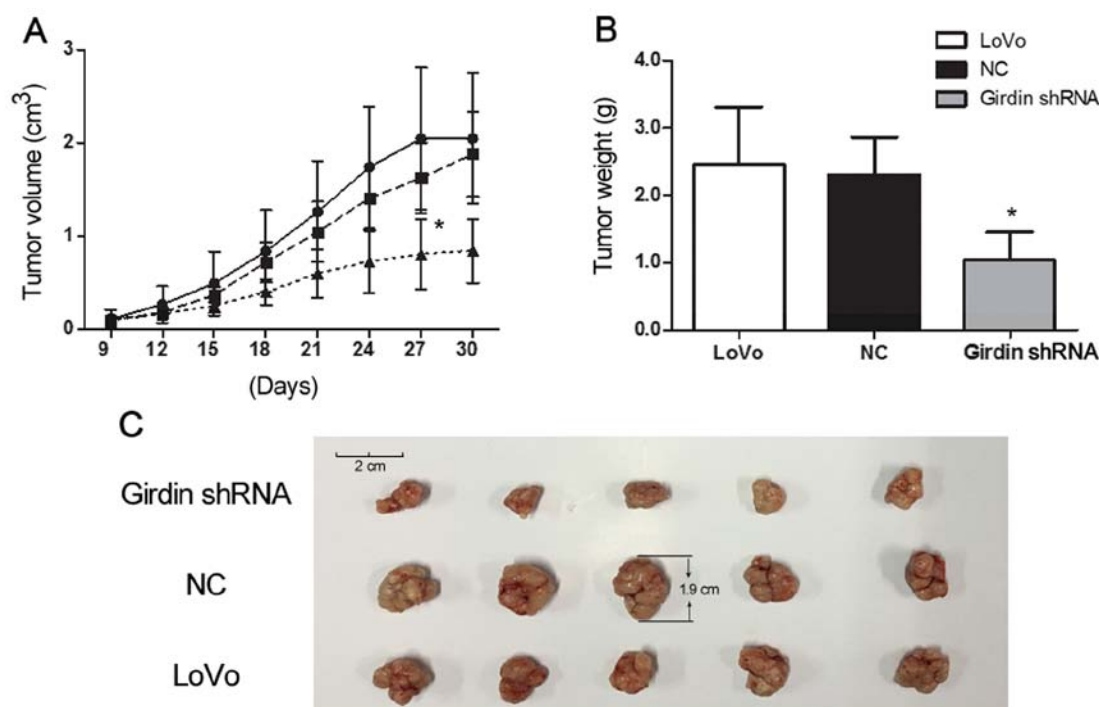 A
Tumor volume (cm3)
3
2
1
0
9 12 15 18 21 24 27 30
(Days)
*
B
LoVo
NC
Girdin shRNA
Tumor weight (g)
4.0
3.0
2.0
1.0
0.0
*
LoVo NC Girdin shRNA
C
2 cm
Girdin shRNA
NC
1.9 cm
LoVo